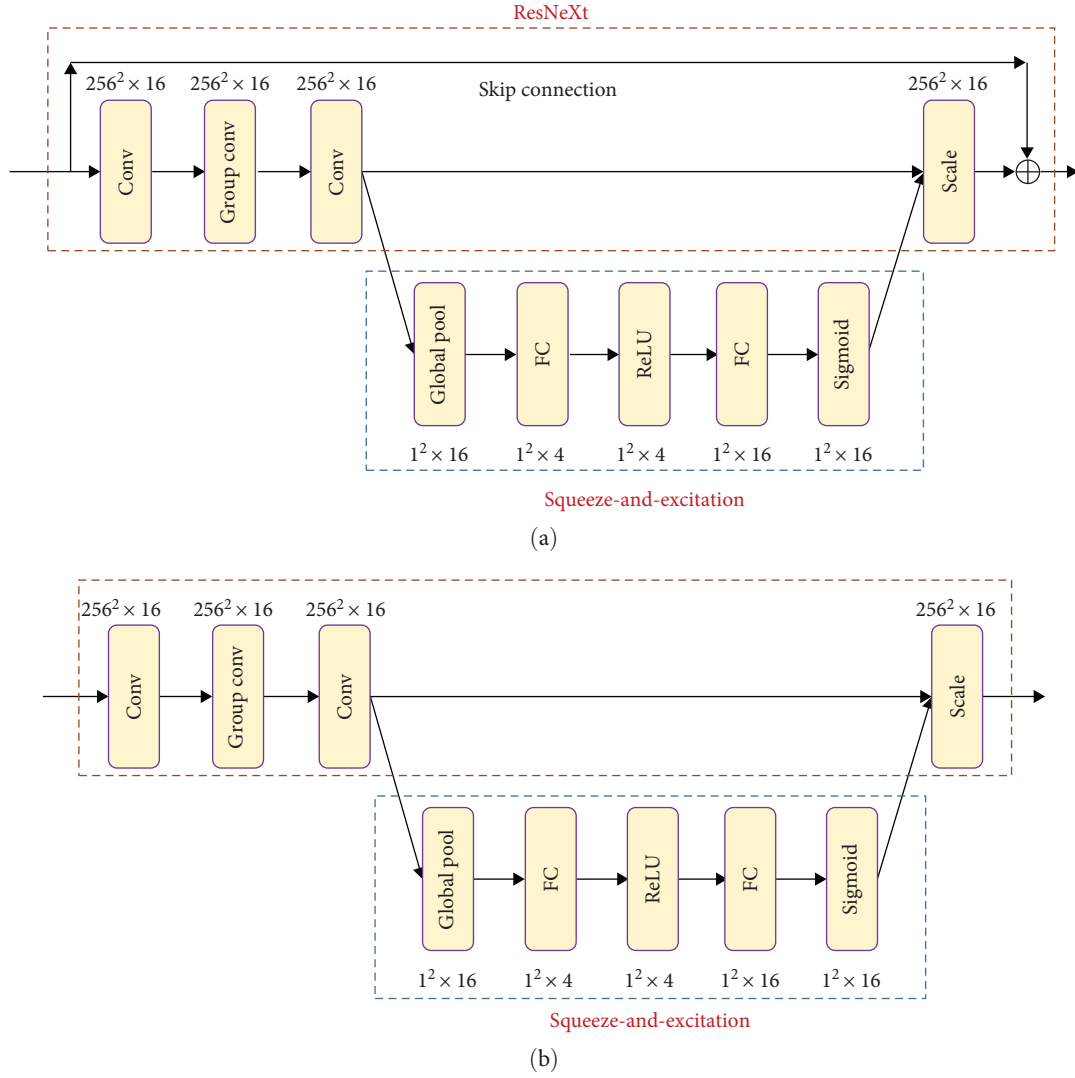 ResNeXt
256² × 16 256² × 16 256² × 16 Skip connection 256² × 16
Conv
Group conv
Conv
Scale
Global pool
FC
ReLU
FC
Sigmoid
1² × 16 1² × 4 1² × 4 1² × 16 1² × 16
Squeeze-and-excitation
(a)
256² × 16 256² × 16 256² × 16 256² × 16
Conv
Group conv
Conv
Scale
Global pool
FC
ReLU
FC
Sigmoid
1² × 16 1² × 4 1² × 4 1² × 16 1² × 16
Squeeze-and-excitation
(b)